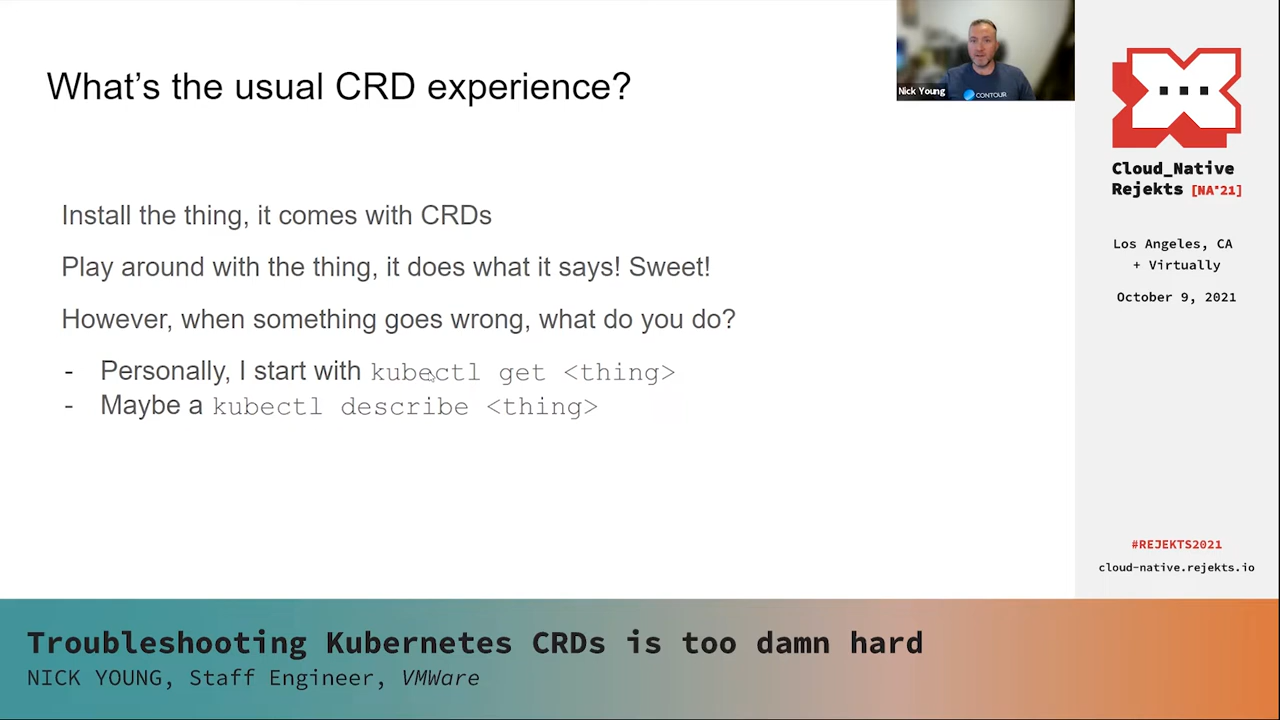 What's the usual CRD experience?
Install the thing, it comes with CRDs
Play around with the thing, it does what it says! Sweet!
However, when something goes wrong, what do you do?
- Personally, I start with kubectl get <thing>
- Maybe a kubectl describe <thing>
Nick Young
CONTOUR
Cloud_Native
Rejekts [NA'21]
Los Angeles, CA
+ Virtually
October 9, 2021
#REJEKTS2021
cloud-native.rejekts.io
Troubleshooting Kubernetes CRDs is too damn hard
NICK YOUNG, Staff Engineer, VMWare